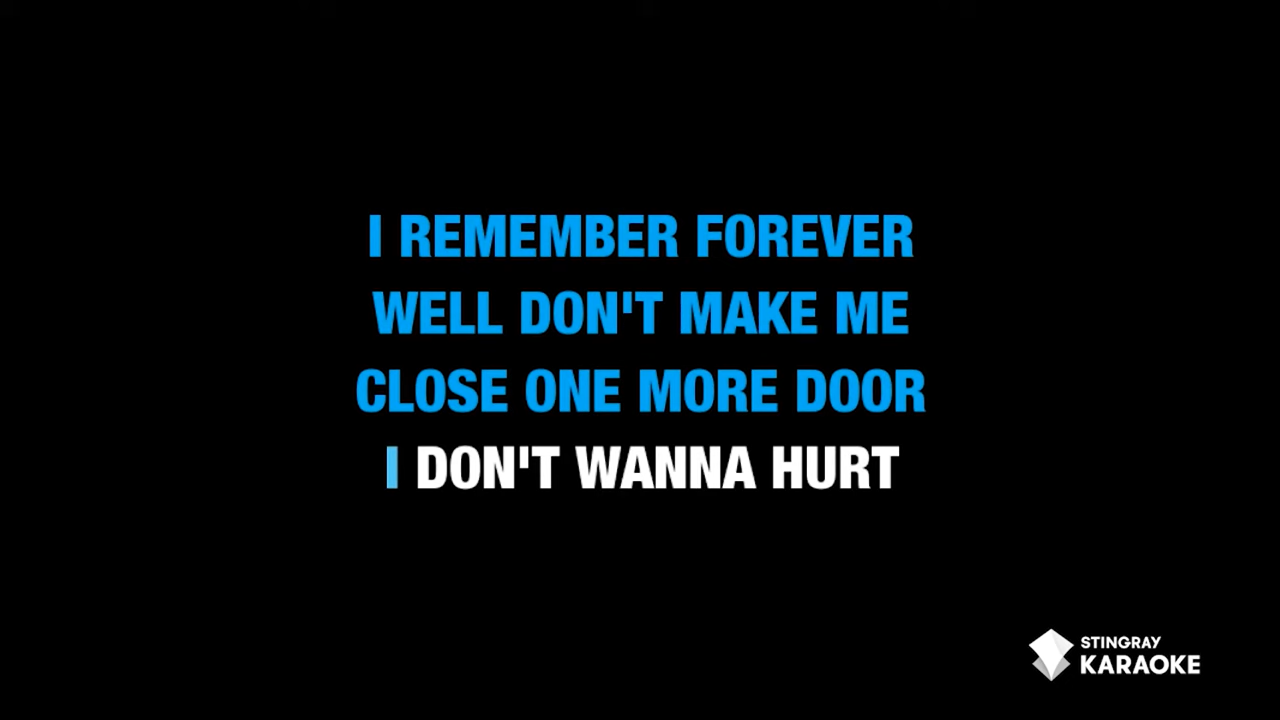 I REMEMBER FOREVER
WELL DON'T MAKE ME
CLOSE ONE MORE DOOR
I DON'T WANNA HURT
STINGRAY
KARAOKE